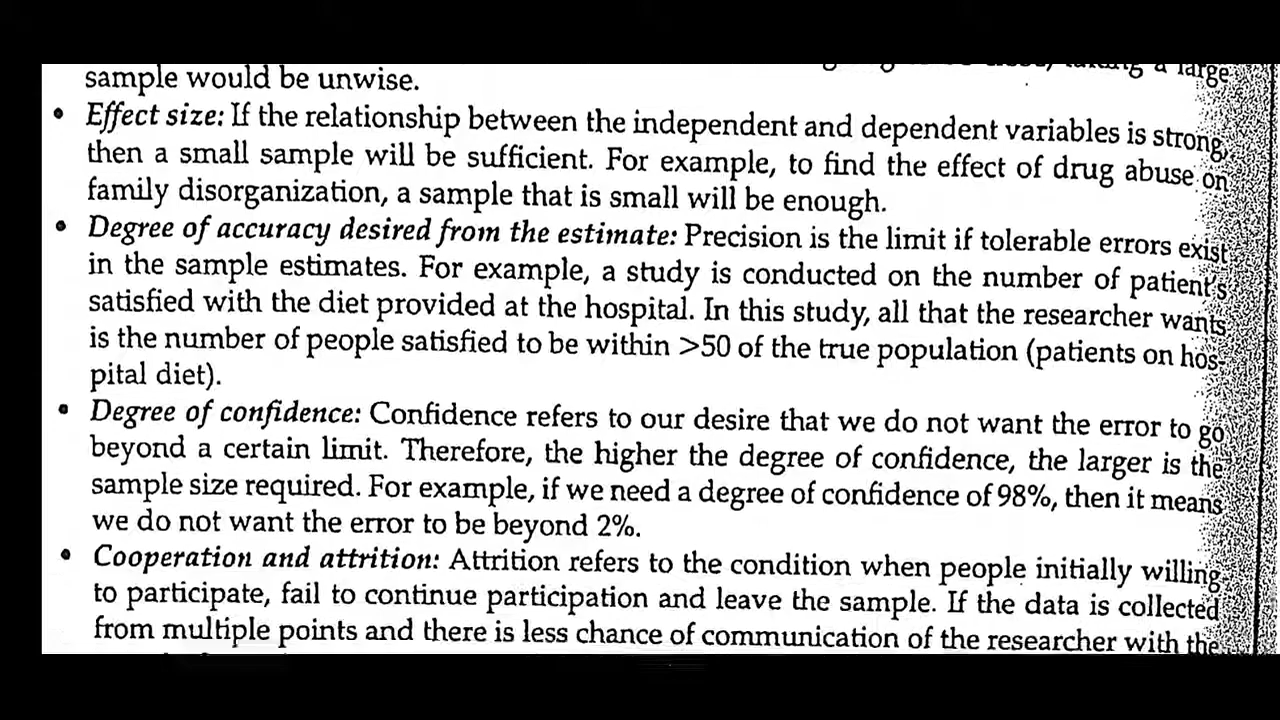 taking a large
sample would be unwise.
• Effect size: If the relationship between the independent and dependent variables is strong,
then a small sample will be sufficient. For example, to find the effect of drug abuse on
family disorganization, a sample that is small will be enough.
• Degree of accuracy desired from the estimate: Precision is the limit if tolerable errors exist
in the sample estimates. For example, a study is conducted on the number of patient's
satisfied with the diet provided at the hospital. In this study, all that the researcher wants
is the number of people satisfied to be within >50 of the true population (patients on hos-
pital diet).
• Degree of confidence: Confidence refers to our desire that we do not want the error to go
beyond a certain limit. Therefore, the higher the degree of confidence, the larger is the
sample size required. For example, if we need a degree of confidence of 98%, then it means
we do not want the error to be beyond 2%.
• Cooperation and attrition: Attrition refers to the condition when people initially willing
to participate, fail to continue participation and leave the sample. If the data is collected
from multiple points and there is less chance of communication of the researcher with the